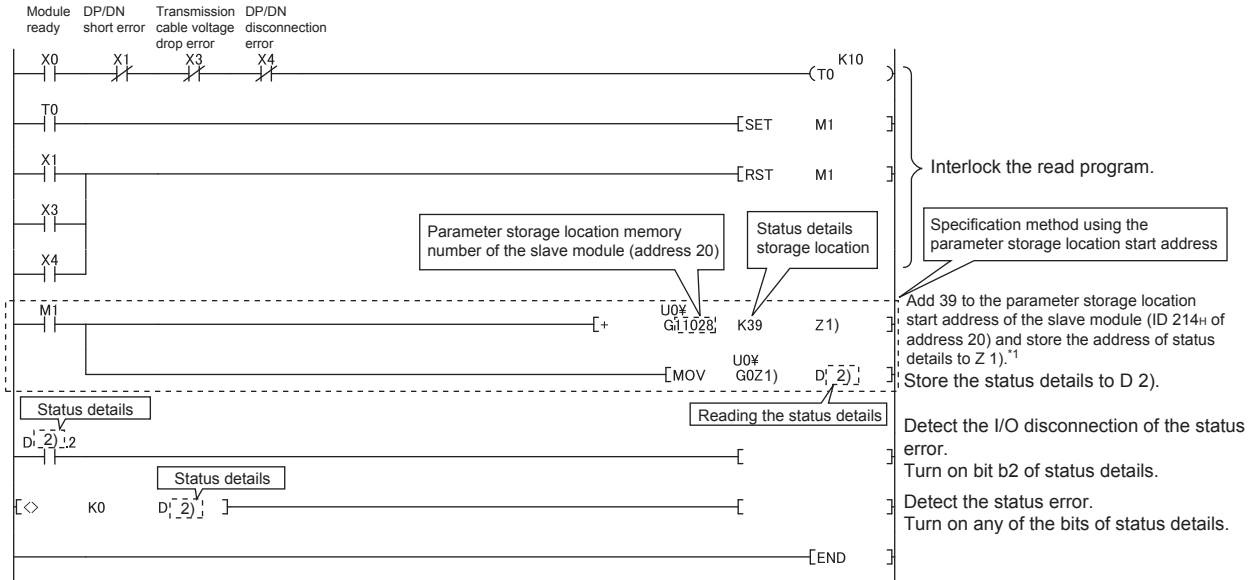 Module ready
DP/DN short error
Transmission cable voltage drop error
DP/DN disconnection error
X0 X1 X3 X4 K10
T0
T0
SET M1
X1
RST M1
X3
X4
Interlock the read program.
Parameter storage location memory
number of the slave module (address 20)
Status details
storage location
Specification method using the
parameter storage location start address
M1
U0¥
+ G11028 K39 Z1)
Add 39 to the parameter storage location
start address of the slave module (ID 214H of
address 20) and store the address of status
details to Z 1).*1
U0¥
MOV G0Z1) D 2)
Store the status details to D 2).
Reading the status details
Status details
D 2).2
Detect the I/O disconnection of the status
error.
Turn on bit b2 of status details.
Status details
<> K0 D 2)
Detect the status error.
Turn on any of the bits of status details.
END